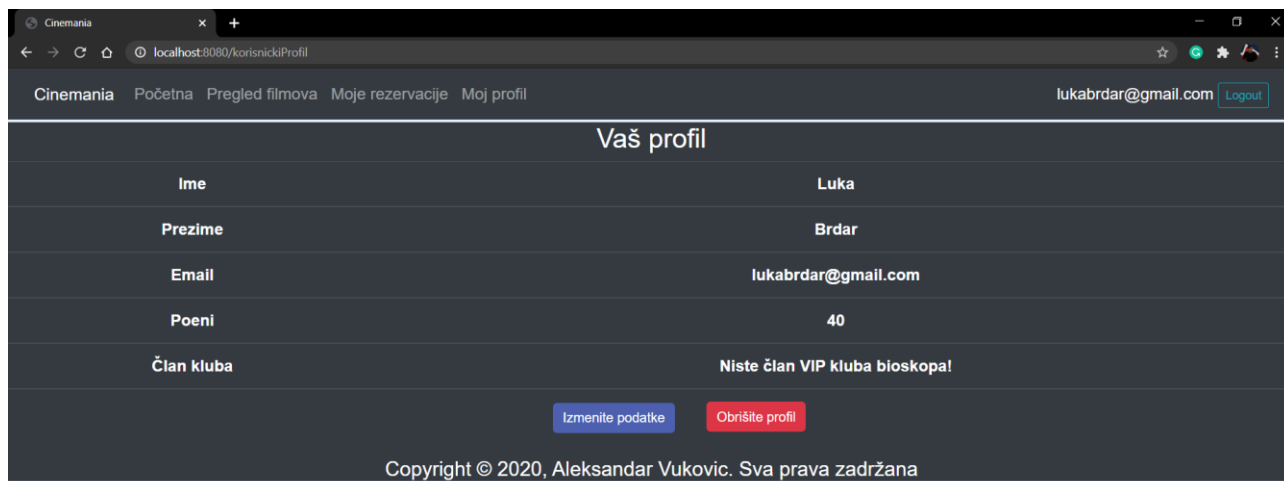 Cinemania
localhost:8080/korisnickiProfil
Cinemania Početna Pregled filmova Moje rezervacije Moj profil lukabrdar@gmail.com Logout
Vaš profil
Ime Luka
Prezime Brdar
Email lukabrdar@gmail.com
Poeni 40
Član kluba Niste član VIP kluba bioskopa!
Izmenite podatke Obrišite profil
Copyright © 2020, Aleksandar Vukovic. Sva prava zadržana